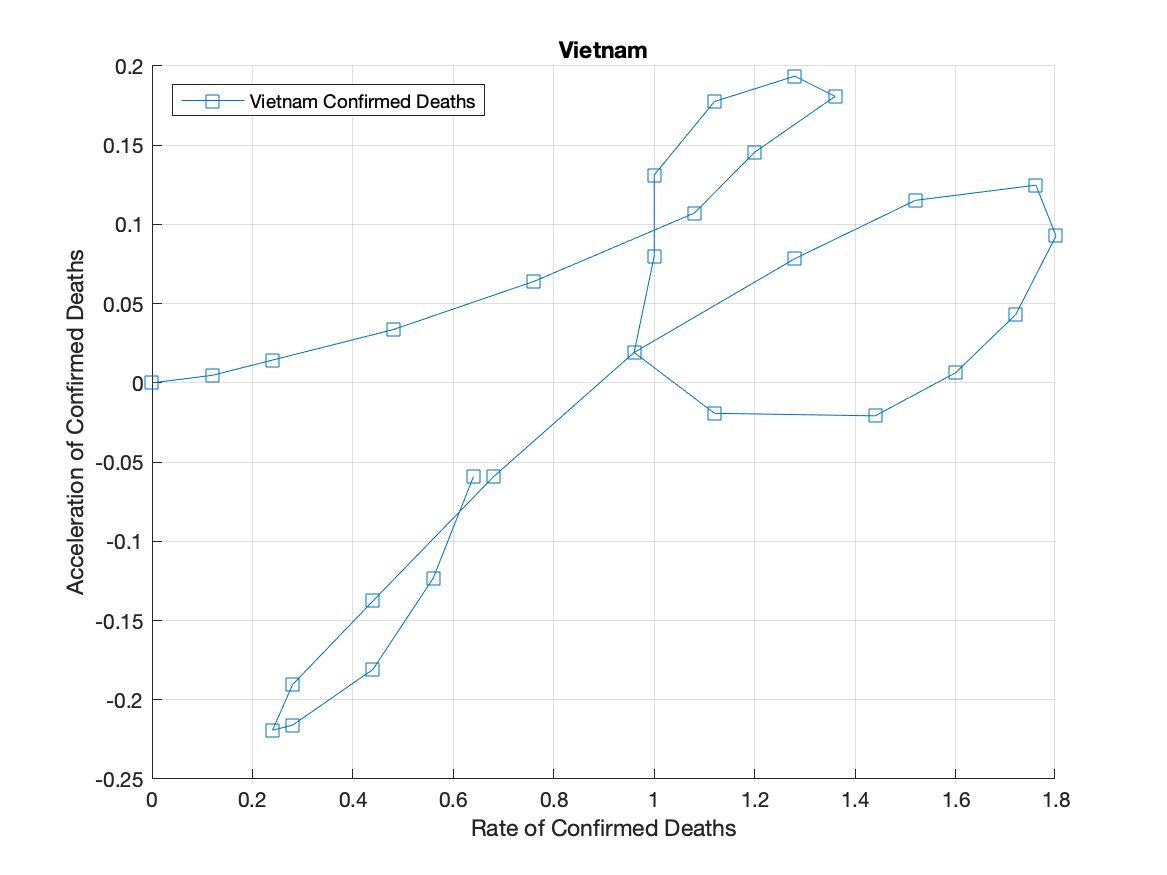 Vietnam
Vietnam Confirmed Deaths
0.2
0.15
0.1
0.05
0
-0.05
-0.1
-0.15
-0.2
-0.25
Acceleration of Confirmed Deaths
0 0.2 0.4 0.6 0.8 1 1.2 1.4 1.6 1.8
Rate of Confirmed Deaths